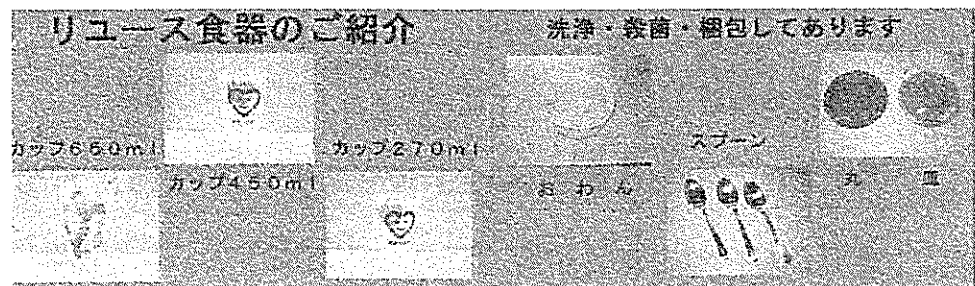 リユース食器のご紹介
洗浄・殺菌・梱包してあります
カップ650ml
カップ450ml
カップ270ml
おわん
スプーン
丸皿